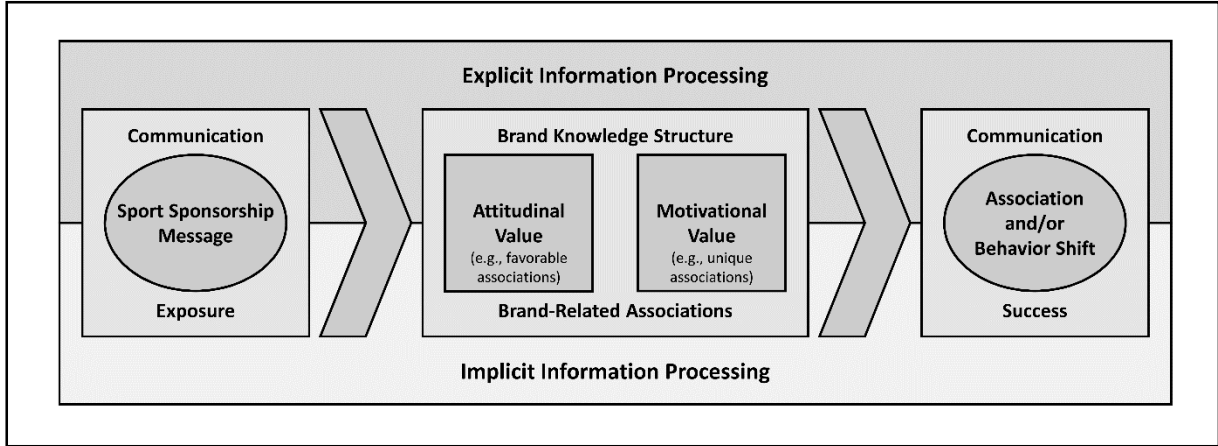 Explicit Information Processing
Communication
Sport Sponsorship
Message
Exposure
Brand Knowledge Structure
Attitudinal
Value
(e.g., favorable
associations)
Motivational
Value
(e.g., unique
associations)
Brand-Related Associations
Communication
Association
and/or
Behavior Shift
Success
Implicit Information Processing